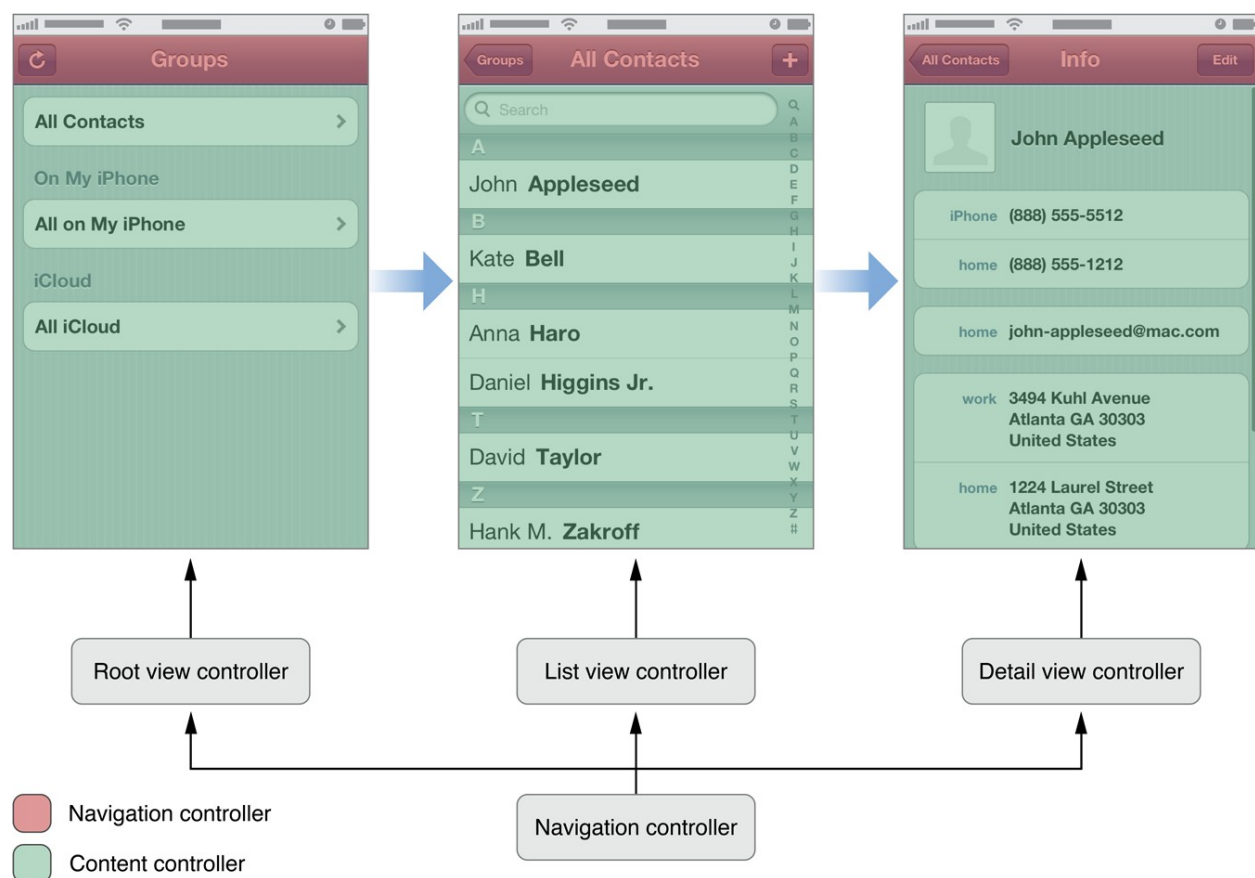 Groups
All Contacts
On My iPhone
All on My iPhone
iCloud
All iCloud
Groups All Contacts +
Search
A
John Appleseed
B
Kate Bell
H
Anna Haro
Daniel Higgins Jr.
T
David Taylor
Z
Hank M. Zakroff
A
B
C
D
E
F
G
H
I
J
K
L
M
N
O
P
Q
R
S
T
U
V
W
X
Y
Z
#
All Contacts Info Edit
John Appleseed
iPhone (888) 555-5512
home (888) 555-1212
home john-appleseed@mac.com
work 3494 Kuhl Avenue
Atlanta GA 30303
United States
home 1224 Laurel Street
Atlanta GA 30303
United States
Root view controller
List view controller
Detail view controller
Navigation controller
Navigation controller
Content controller